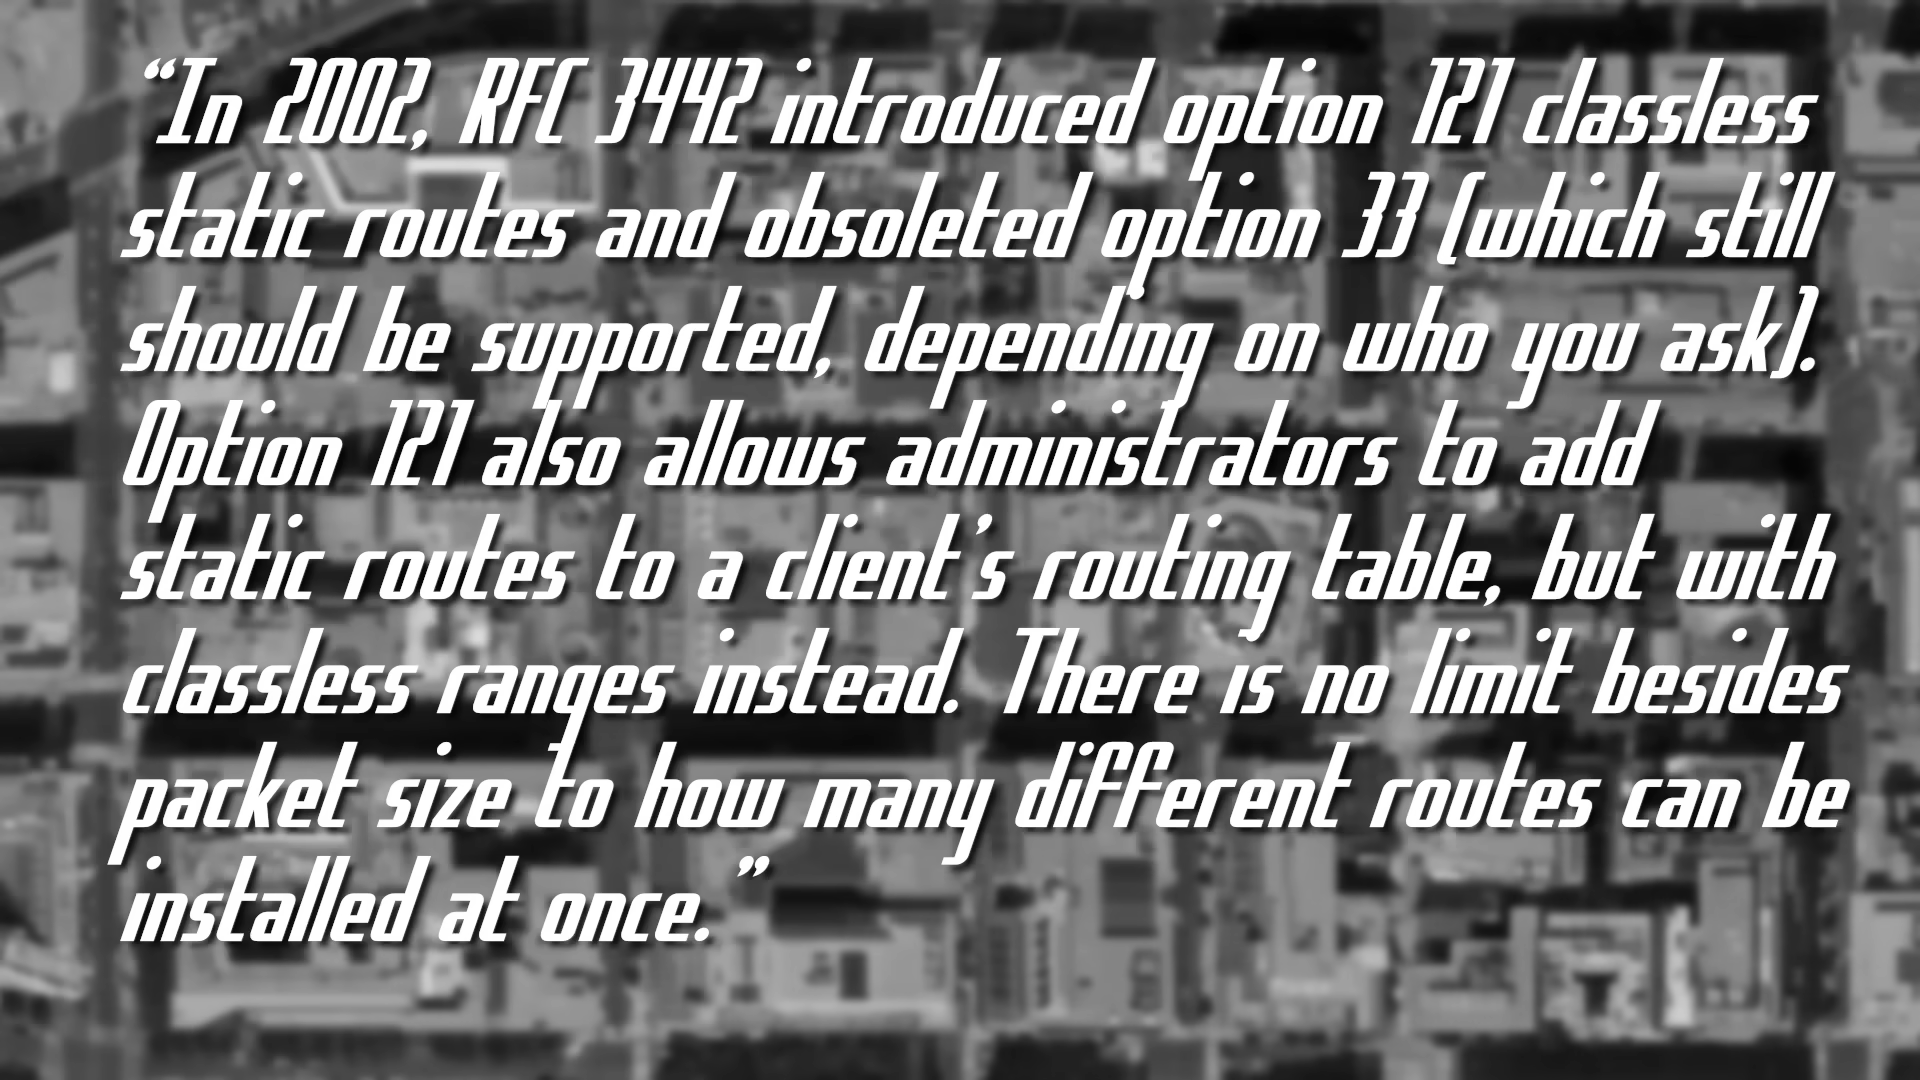 “In 2002, RFC 3442 introduced option 121 classless
static routes and obsoleted option 33 (which still
should be supported, depending on who you ask).
Option 121 also allows administrators to add
static routes to a client’s routing table, but with
classless ranges instead. There is no limit besides
packet size to how many different routes can be
installed at once.”